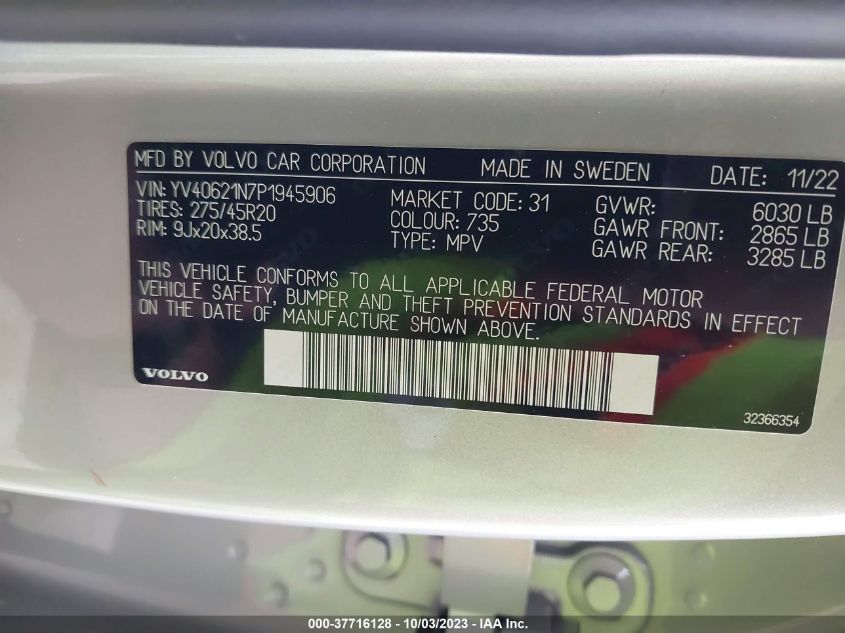 MFD BY VOLVO CAR CORPORATION MADE IN SWEDEN DATE: 11/22
VIN: YV40621N7P1945906 MARKET CODE: 31 GVWR: 6030 LB
TIRES: 275/45R20 COLOUR: 735 GAWR FRONT: 2865 LB
RIM: 9Jx20x38.5 TYPE: MPV GAWR REAR: 3285 LB
THIS VEHICLE CONFORMS TO ALL APPLICABLE FEDERAL MOTOR
VEHICLE SAFETY, BUMPER AND THEFT PREVENTION STANDARDS IN EFFECT
ON THE DATE OF MANUFACTURE SHOWN ABOVE.
VOLVO
32366354
000-37716128 - 10/03/2023 - IAA Inc.